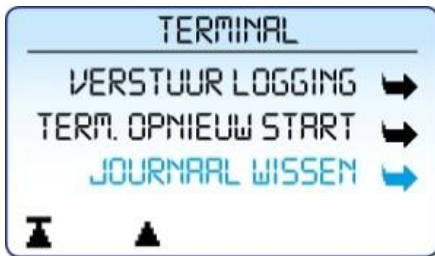 TERMINAL
VERSTUUR LOGGING
TERM. OPNIEUW START
JOURNAAL WISSEN